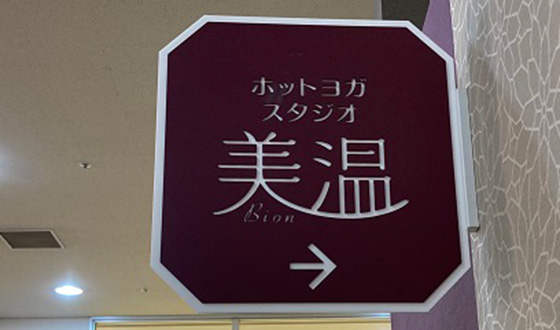 ホットヨガ
スタジオ
美温
Bion
→